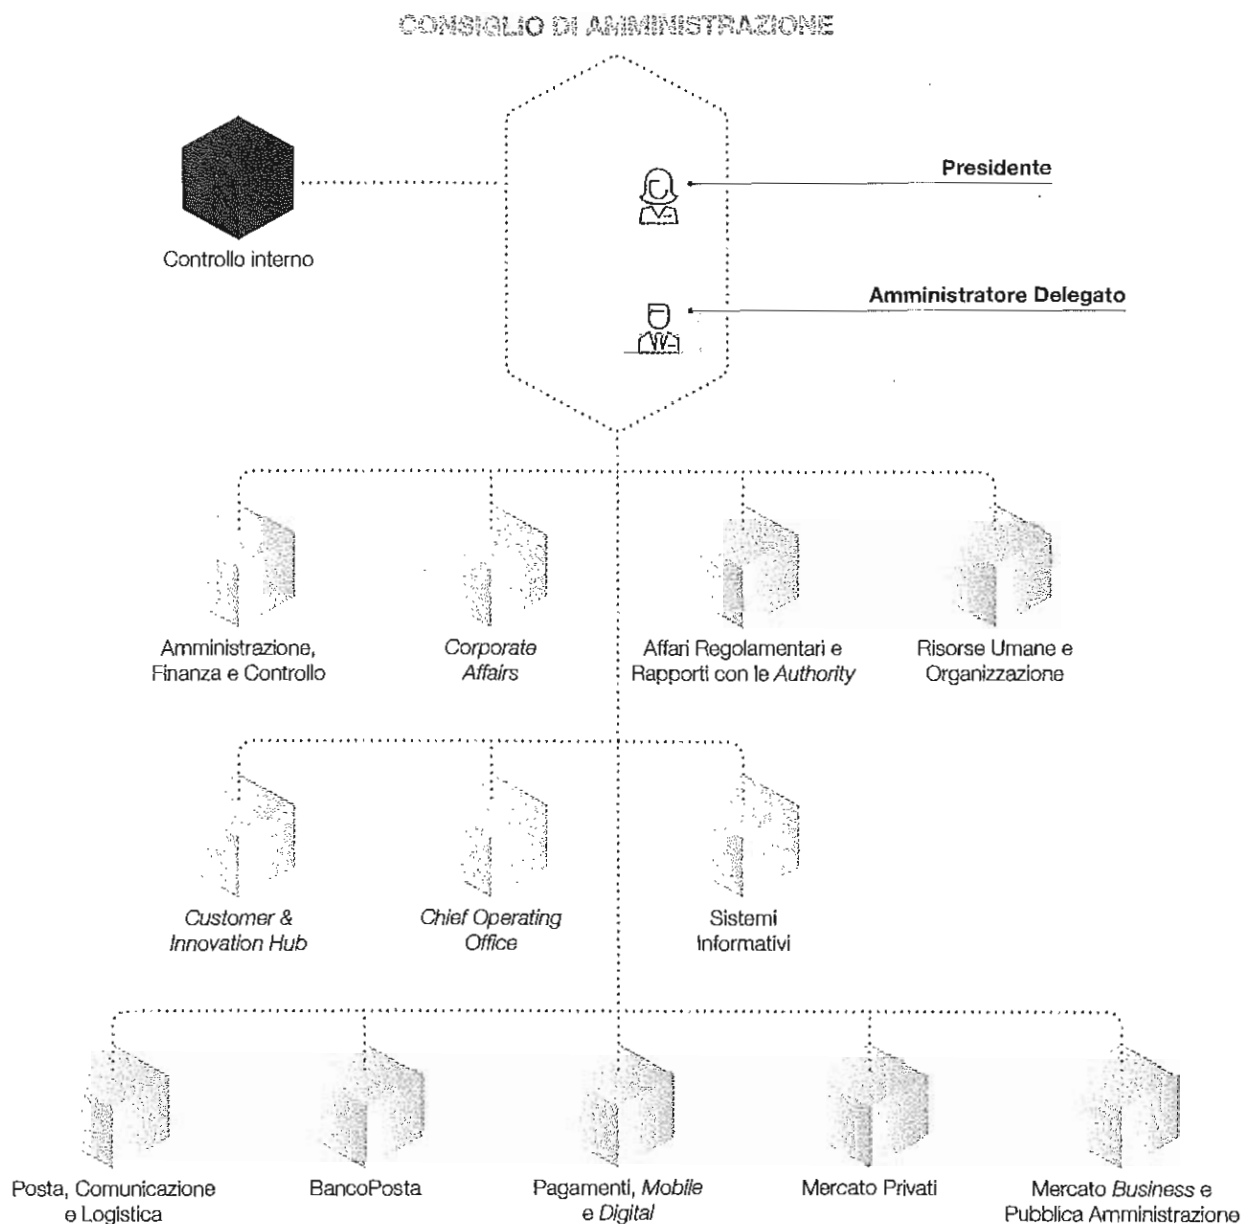 CONSIGLIO DI AMMINISTRAZIONE
Presidente
Controllo interno
Amministratore Delegato
Amministrazione,
Finanza e Controllo
Corporate
Affairs
Affari Regolamentari e
Rapporti con le Authority
Risorse Umane e
Organizzazione
Customer &
Innovation Hub
Chief Operating
Office
Sistemi
Informativi
Posta, Comunicazione
e Logistica
BancoPosta
Pagamenti, Mobile
e Digital
Mercato Privati
Mercato Business e
Pubblica Amministrazione